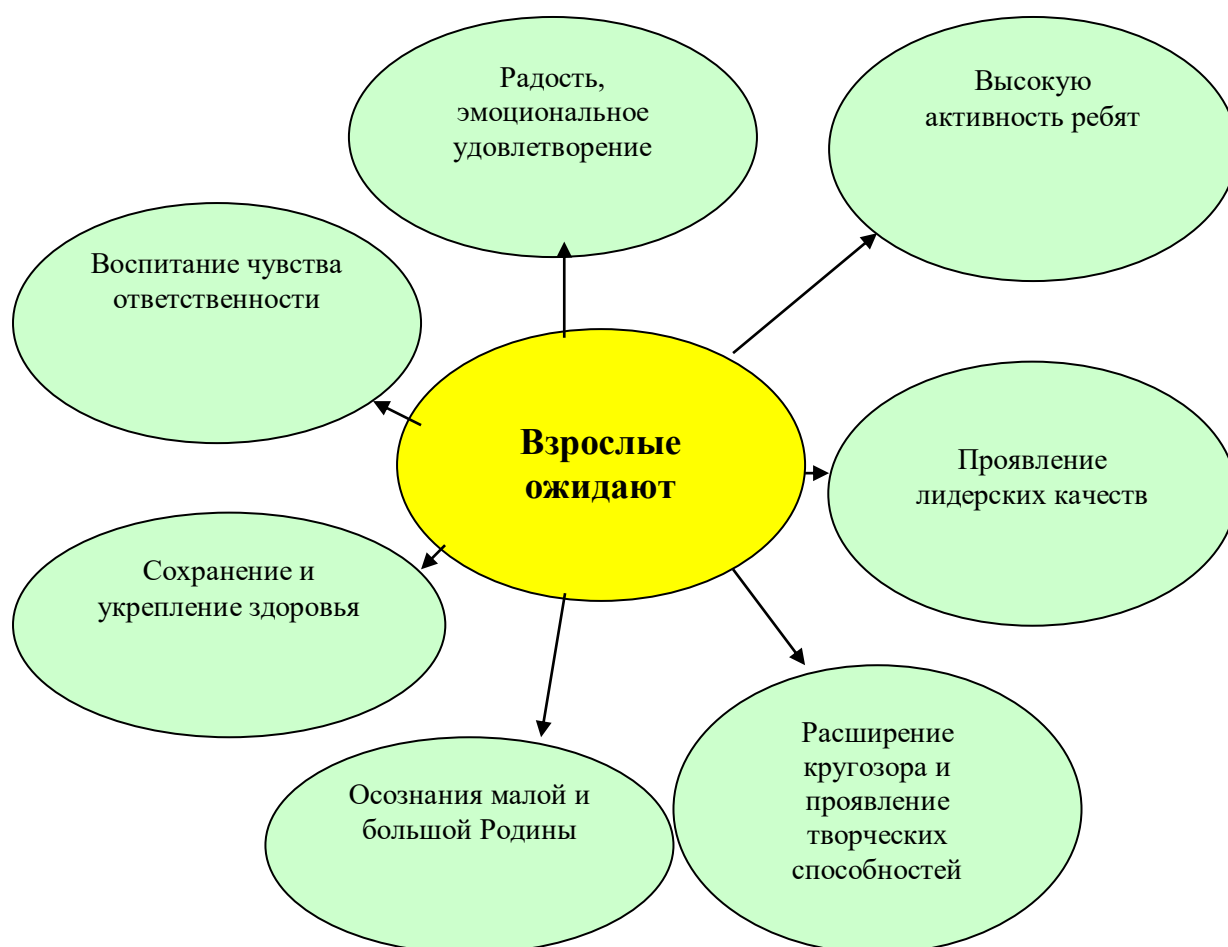 Радость,
эмоциональное
удовлетворение
Высокую
активность ребят
Воспитание чувства
ответственности
Взрослые
ожидают
Проявление
лидерских качеств
Сохранение и
укрепление здоровья
Расширение
кругозора и
проявление
творческих
способностей
Осознания малой и
большой Родины